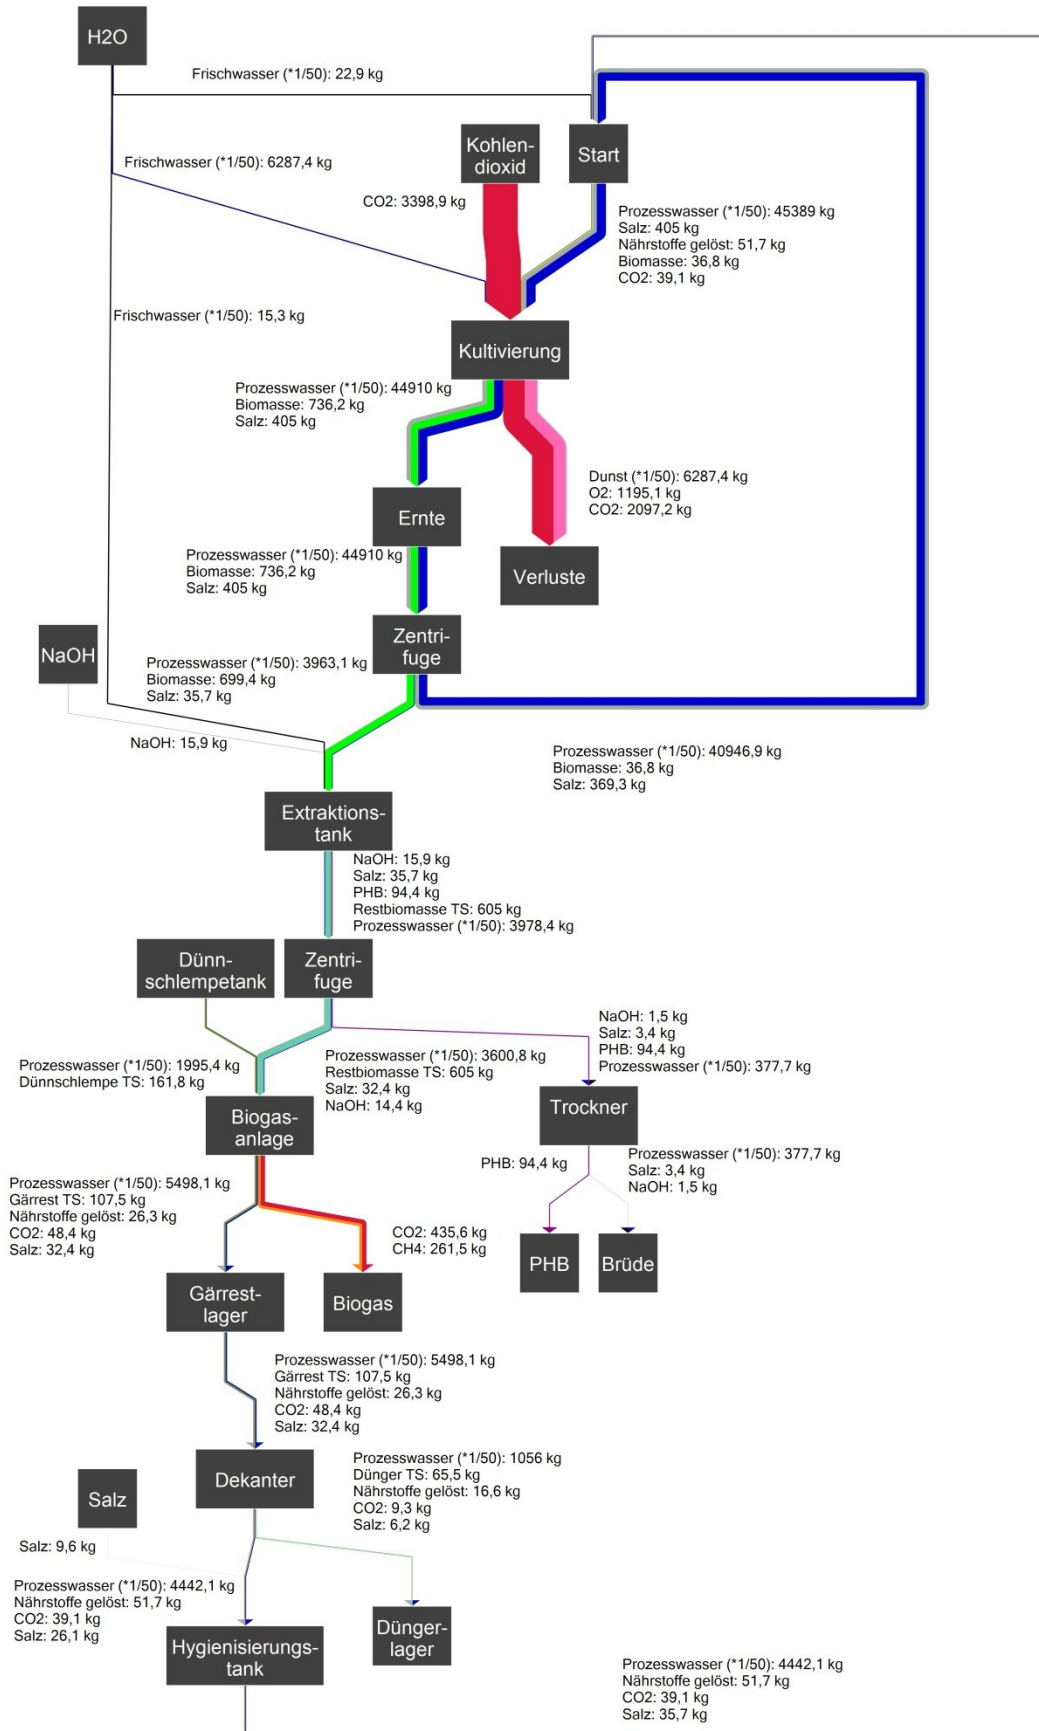 H2O
Frischwasser (*1/50): 22,9 kg
Kohlen-
dioxid
Start
Frischwasser (*1/50): 6287,4 kg
CO2: 3398,9 kg
Prozesswasser (*1/50): 45389 kg
Salz: 405 kg
Nährstoffe gelöst: 51,7 kg
Biomasse: 36,8 kg
CO2: 39,1 kg
Frischwasser (*1/50): 15,3 kg
Kultivierung
Prozesswasser (*1/50): 44910 kg
Biomasse: 736,2 kg
Salz: 405 kg
Dunst (*1/50): 6287,4 kg
O2: 1195,1 kg
CO2: 2097,2 kg
Ernte
Verluste
Prozesswasser (*1/50): 44910 kg
Biomasse: 736,2 kg
Salz: 405 kg
Zentri-
fuge
NaOH
Prozesswasser (*1/50): 3963,1 kg
Biomasse: 699,4 kg
Salz: 35,7 kg
NaOH: 15,9 kg
Prozesswasser (*1/50): 40946,9 kg
Biomasse: 36,8 kg
Salz: 369,3 kg
Extraktions-
tank
NaOH: 15,9 kg
Salz: 35,7 kg
PHB: 94,4 kg
Restbiomasse TS: 605 kg
Prozesswasser (*1/50): 3978,4 kg
Dünn-
schlempetank
Zentri-
fuge
NaOH: 1,5 kg
Salz: 3,4 kg
PHB: 94,4 kg
Prozesswasser (*1/50): 377,7 kg
Prozesswasser (*1/50): 1995,4 kg
Dünnschlempe TS: 161,8 kg
Prozesswasser (*1/50): 3600,8 kg
Restbiomasse TS: 605 kg
Salz: 32,4 kg
NaOH: 14,4 kg
Biogas-
anlage
Trockner
PHB: 94,4 kg
Prozesswasser (*1/50): 377,7 kg
Salz: 3,4 kg
NaOH: 1,5 kg
Prozesswasser (*1/50): 5498,1 kg
Gärrest TS: 107,5 kg
Nährstoffe gelöst: 26,3 kg
CO2: 48,4 kg
Salz: 32,4 kg
CO2: 435,6 kg
CH4: 261,5 kg
PHB
Brüde
Gärrest-
lager
Biogas
Prozesswasser (*1/50): 5498,1 kg
Gärrest TS: 107,5 kg
Nährstoffe gelöst: 26,3 kg
CO2: 48,4 kg
Salz: 32,4 kg
Dekanter
Prozesswasser (*1/50): 1056 kg
Dünger TS: 65,5 kg
Nährstoffe gelöst: 16,6 kg
CO2: 9,3 kg
Salz: 6,2 kg
Salz
Salz: 9,6 kg
Prozesswasser (*1/50): 4442,1 kg
Nährstoffe gelöst: 51,7 kg
CO2: 39,1 kg
Salz: 26,1 kg
Hygienisierungs-
tank
Dünger-
lager
Prozesswasser (*1/50): 4442,1 kg
Nährstoffe gelöst: 51,7 kg
CO2: 39,1 kg
Salz: 35,7 kg